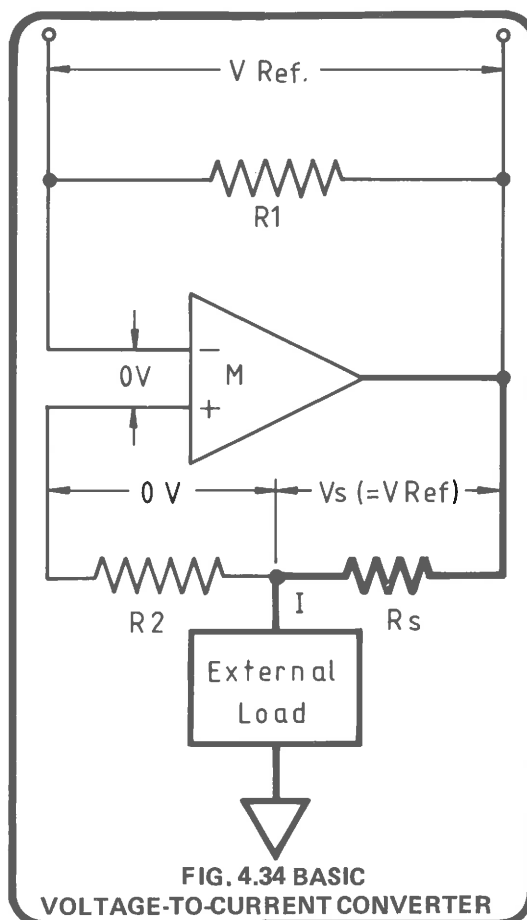 V Ref.
R1
−
0V
M
+
0 V
Vs (=V Ref)
R2
I
Rs
External
Load
FIG. 4.34 BASIC
VOLTAGE-TO-CURRENT CONVERTER